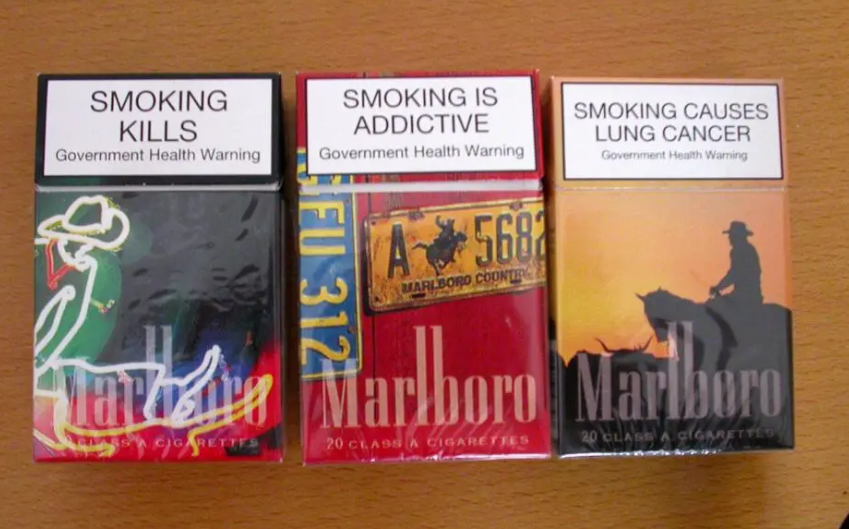 SMOKING
KILLS
Government Health Warning
Marlboro
20 CLASS A CIGARETTES
SMOKING IS
ADDICTIVE
Government Health Warning
EU 312
A 5682
MARLBORO COUNTRY
Marlboro
20 CLASS A CIGARETTES
SMOKING CAUSES
LUNG CANCER
Government Health Warning
Marlboro
20 CLASS A CIGARETTES